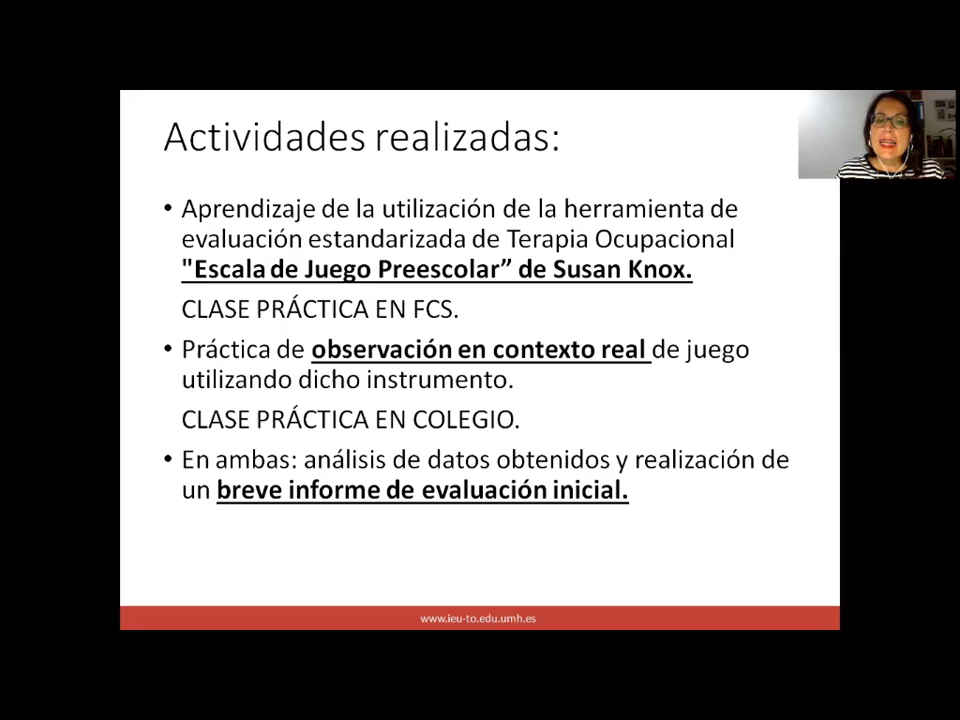 Actividades realizadas:
• Aprendizaje de la utilización de la herramienta de
evaluación estandarizada de Terapia Ocupacional
"Escala de Juego Preescolar” de Susan Knox.
CLASE PRÁCTICA EN FCS.
• Práctica de observación en contexto real de juego
utilizando dicho instrumento.
CLASE PRÁCTICA EN COLEGIO.
• En ambas: análisis de datos obtenidos y realización de
un breve informe de evaluación inicial.
www.ieu-to.edu.umh.es